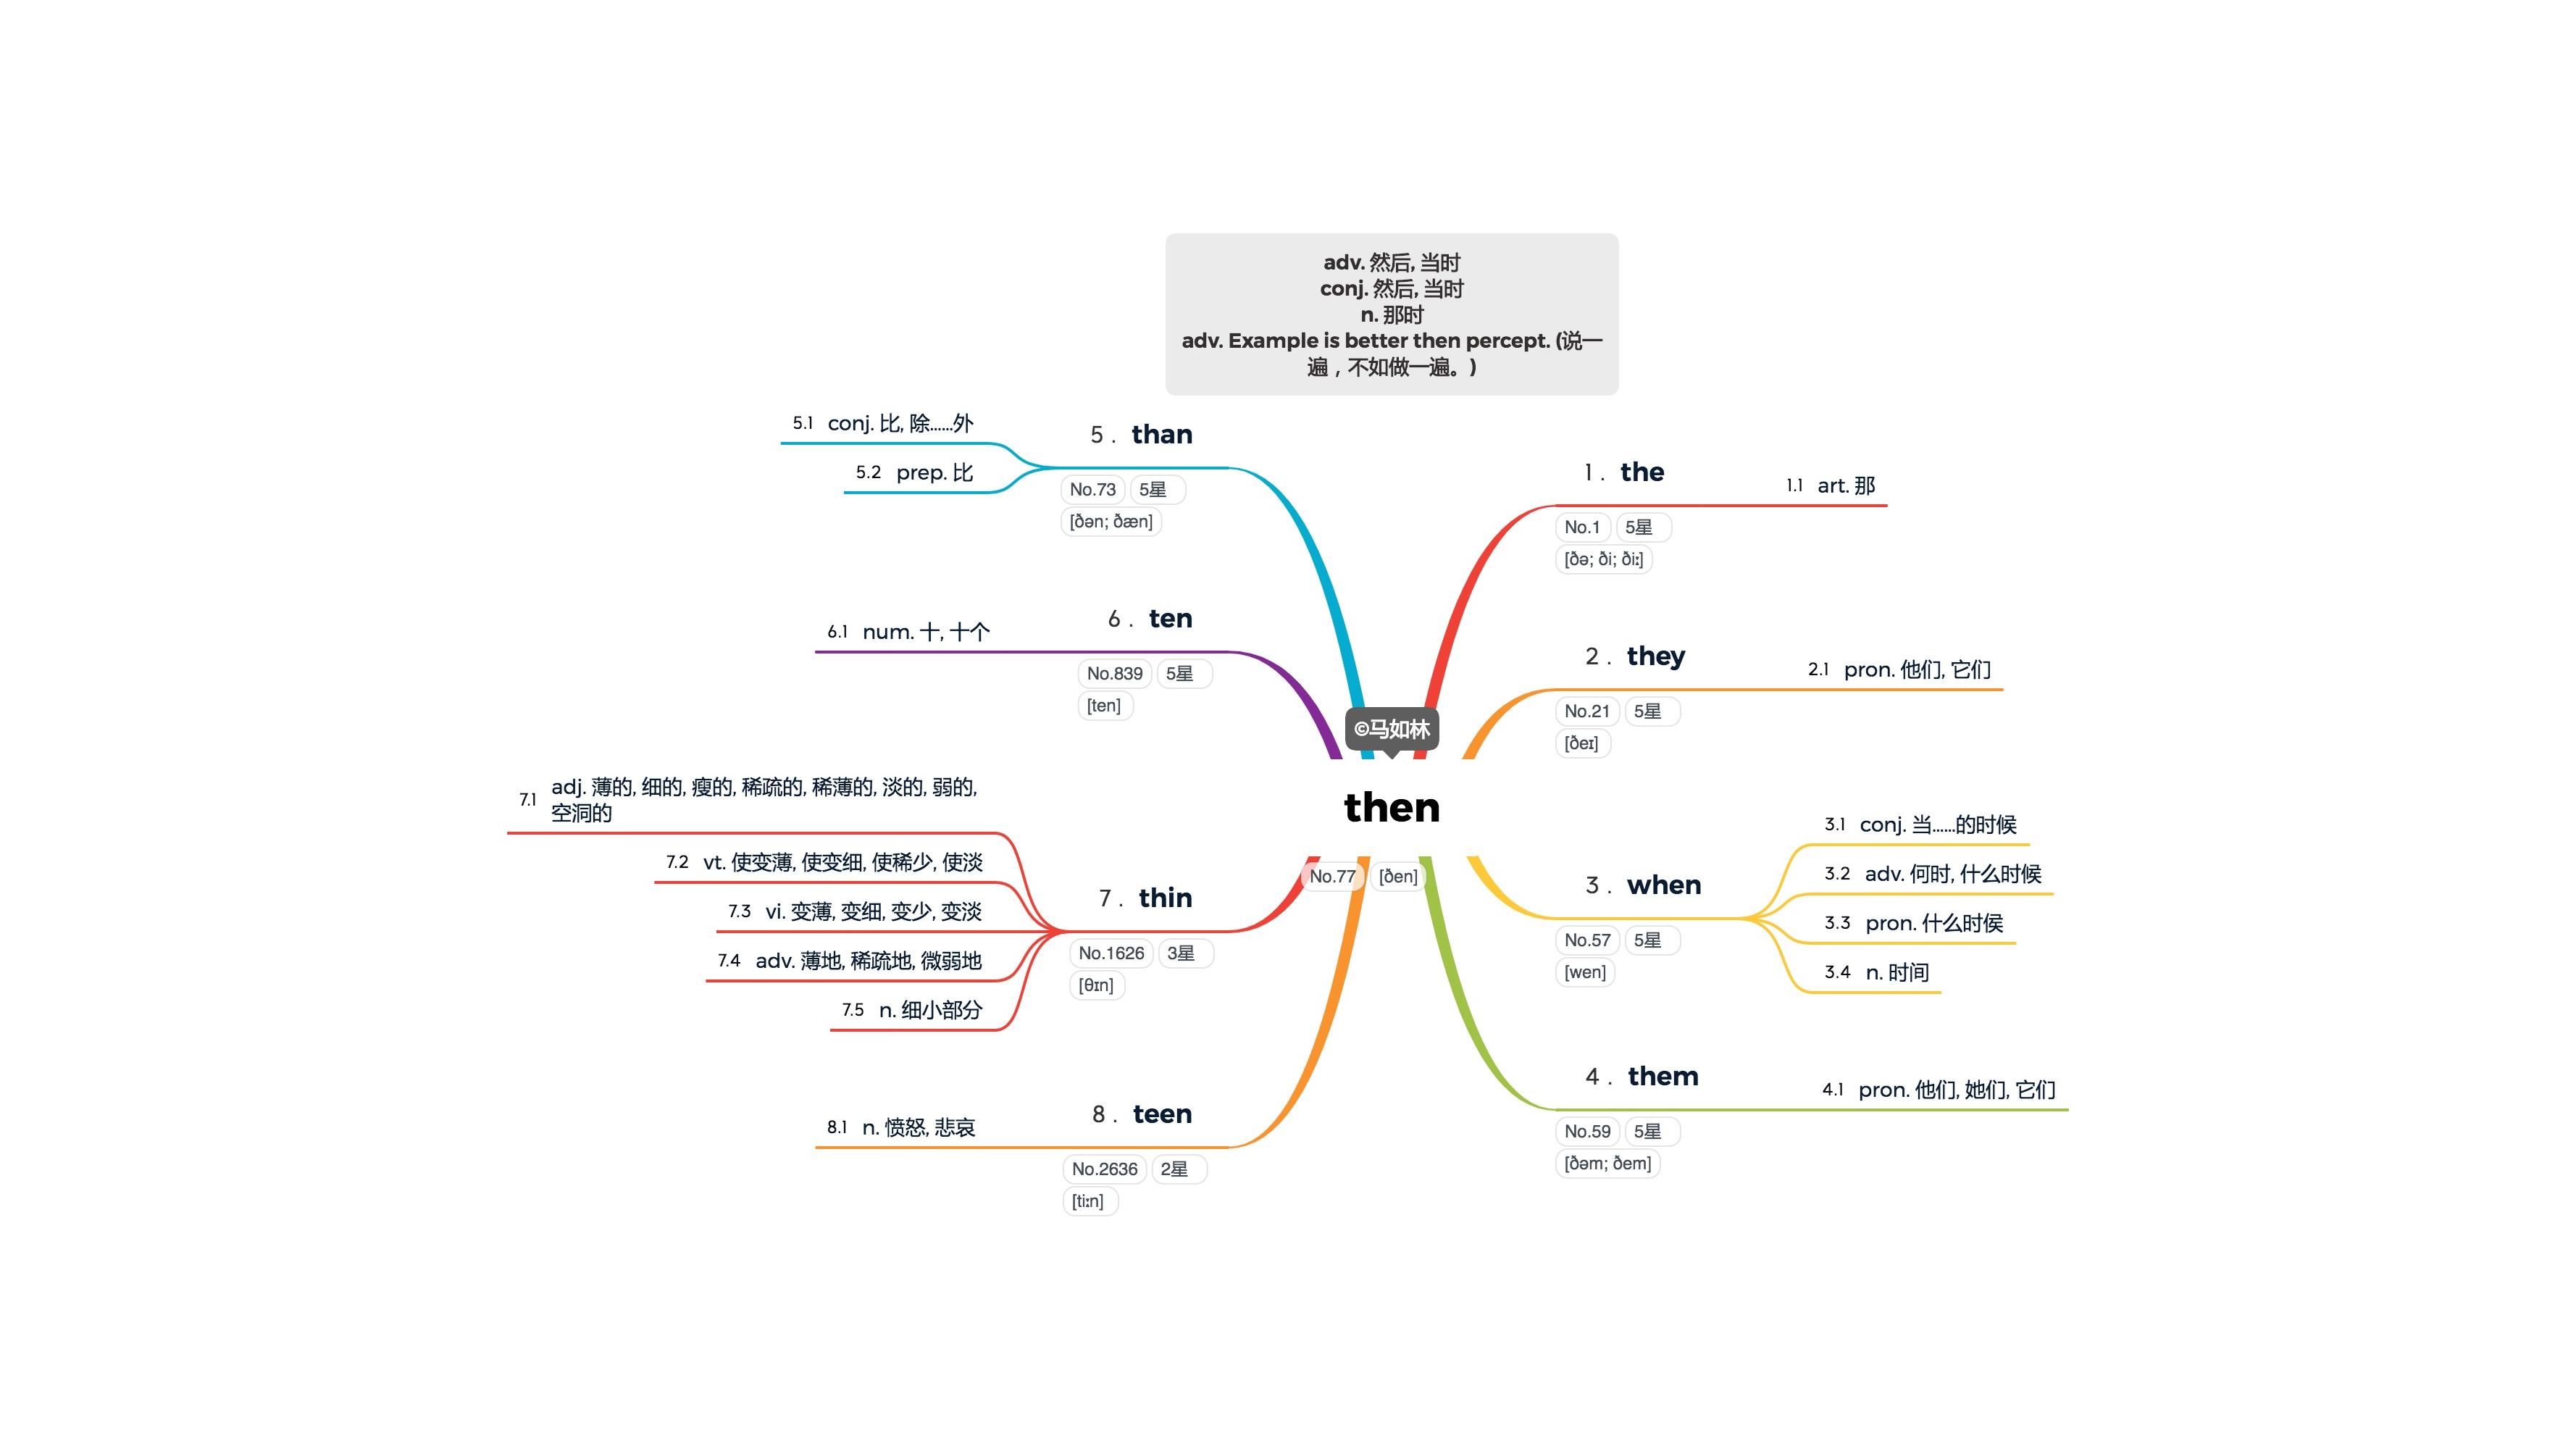 adv. 然后, 当时
conj. 然后, 当时
n. 那时
adv. Example is better then percept. (说一
遍，不如做一遍。)
©马如林
then
No.77 [ðen]
1 . the
No.1 5星
[ðə; ði; ðiː]
1.1 art. 那
2 . they
No.21 5星
[ðeɪ]
2.1 pron. 他们, 它们
3 . when
No.57 5星
[wen]
3.1 conj. 当……的时候
3.2 adv. 何时, 什么时候
3.3 pron. 什么时侯
3.4 n. 时间
4 . them
No.59 5星
[ðəm; ðem]
4.1 pron. 他们, 她们, 它们
5 . than
No.73 5星
[ðən; ðæn]
5.1 conj. 比, 除……外
5.2 prep. 比
6 . ten
No.839 5星
[ten]
6.1 num. 十, 十个
7 . thin
No.1626 3星
[θɪn]
7.1 adj. 薄的, 细的, 瘦的, 稀疏的, 稀薄的, 淡的, 弱的,
空洞的
7.2 vt. 使变薄, 使变细, 使稀少, 使淡
7.3 vi. 变薄, 变细, 变少, 变淡
7.4 adv. 薄地, 稀疏地, 微弱地
7.5 n. 细小部分
8 . teen
No.2636 2星
[tiːn]
8.1 n. 愤怒, 悲哀